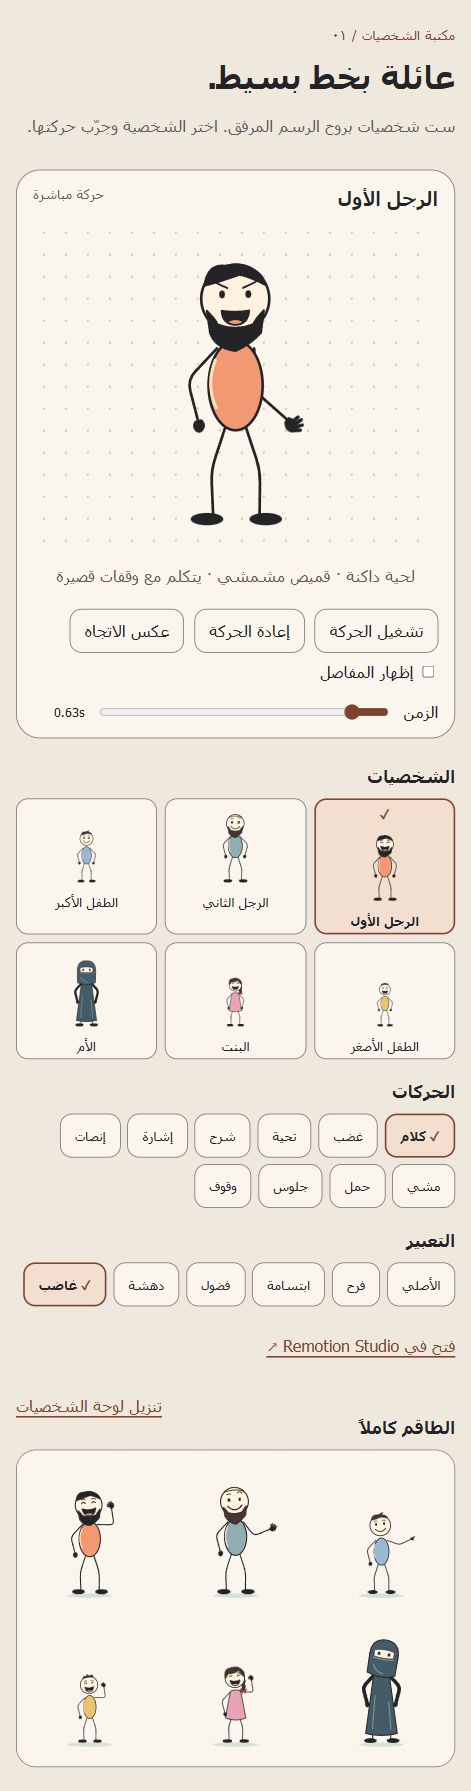 مكتبة الشخصيات / ٠١
عائلة بخط بسيط.
ست شخصيات بروح الرسم المرفق. اختر الشخصية وجرّب حركتها.
الرجل الأول
حركة مباشرة
لحية داكنة · قميص مشمشي · يتكلم مع وقفات قصيرة
تشغيل الحركة
إعادة الحركة
عكس الاتجاه
إظهار المفاصل
الزمن
0.63s
الشخصيات
✓
الرجل الأول
الرجل الثاني
الطفل الأكبر
الطفل الأصغر
البنت
الأم
الحركات
✓ كلام
غضب
تحية
شرح
إشارة
إنصات
مشي
حمل
جلوس
وقوف
التعبير
الأصلي
فرح
ابتسامة
فضول
دهشة
✓ غاضب
فتح في Remotion Studio ↗
تنزيل لوحة الشخصيات
الطاقم كاملاً